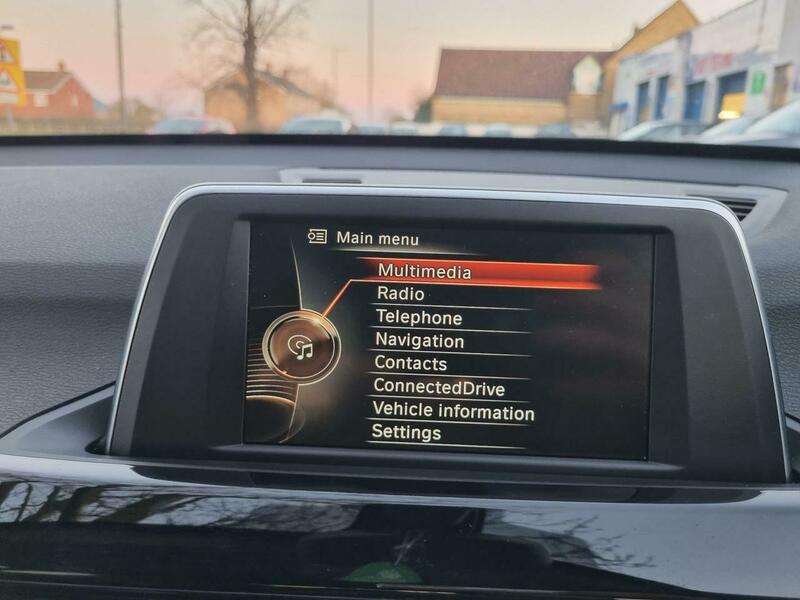 Main menu
Multimedia
Radio
Telephone
Navigation
Contacts
ConnectedDrive
Vehicle information
Settings